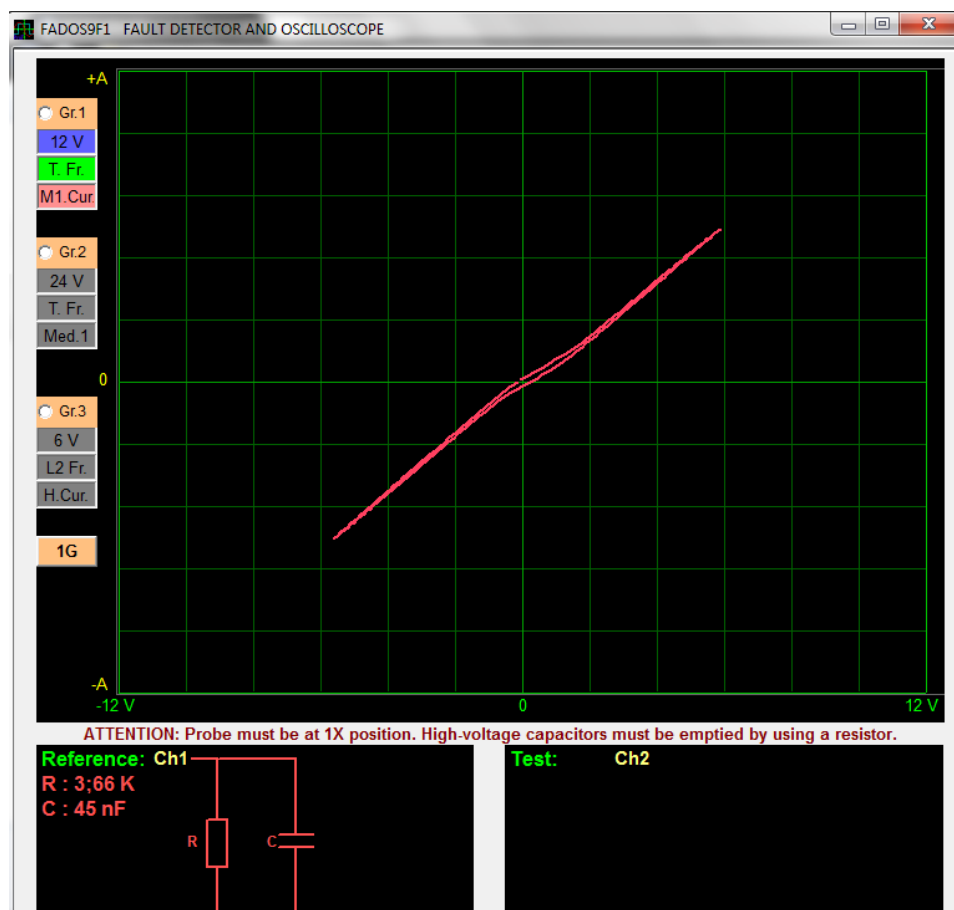 FADOS9F1 FAULT DETECTOR AND OSCILLOSCOPE
+A
Gr.1
12 V
T. Fr.
M1.Cur.
Gr.2
24 V
T. Fr.
Med.1
0
Gr.3
6 V
L2 Fr.
H.Cur.
1G
-A
-12 V 0 12 V
ATTENTION: Probe must be at 1X position. High-voltage capacitors must be emptied by using a resistor.
Reference: Ch1
R : 3;66 K
C : 45 nF
R C
Test: Ch2